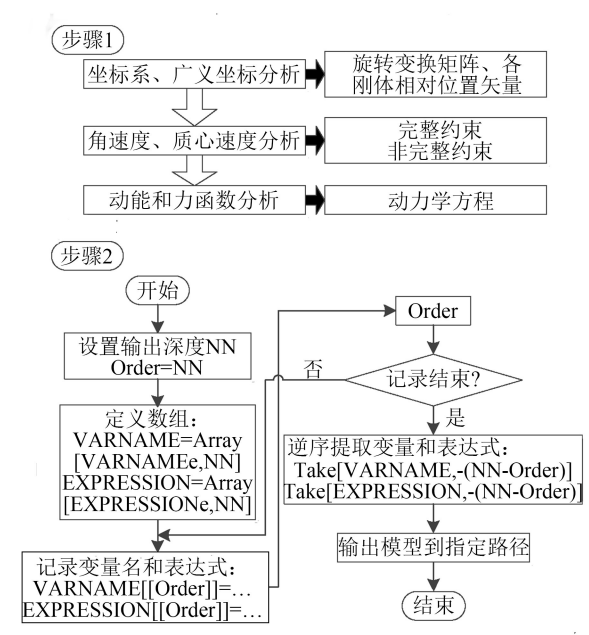 步骤1
坐标系、广义坐标分析
旋转变换矩阵、各
刚体相对位置矢量
角速度、质心速度分析
完整约束
非完整约束
动能和力函数分析
动力学方程
步骤2
开始
设置输出深度NN
Order=NN
定义数组:
VARNAME=Array
[VARNAMEe,NN]
EXPRESSION=Array
[EXPRESSIONe,NN]
记录变量名和表达式:
VARNAME[[Order]]=...
EXPRESSION[[Order]]=...
Order
否
记录结束?
是
逆序提取变量和表达式:
Take[VARNAME,-(NN-Order)]
Take[EXPRESSION,-(NN-Order)]
输出模型到指定路径
结束